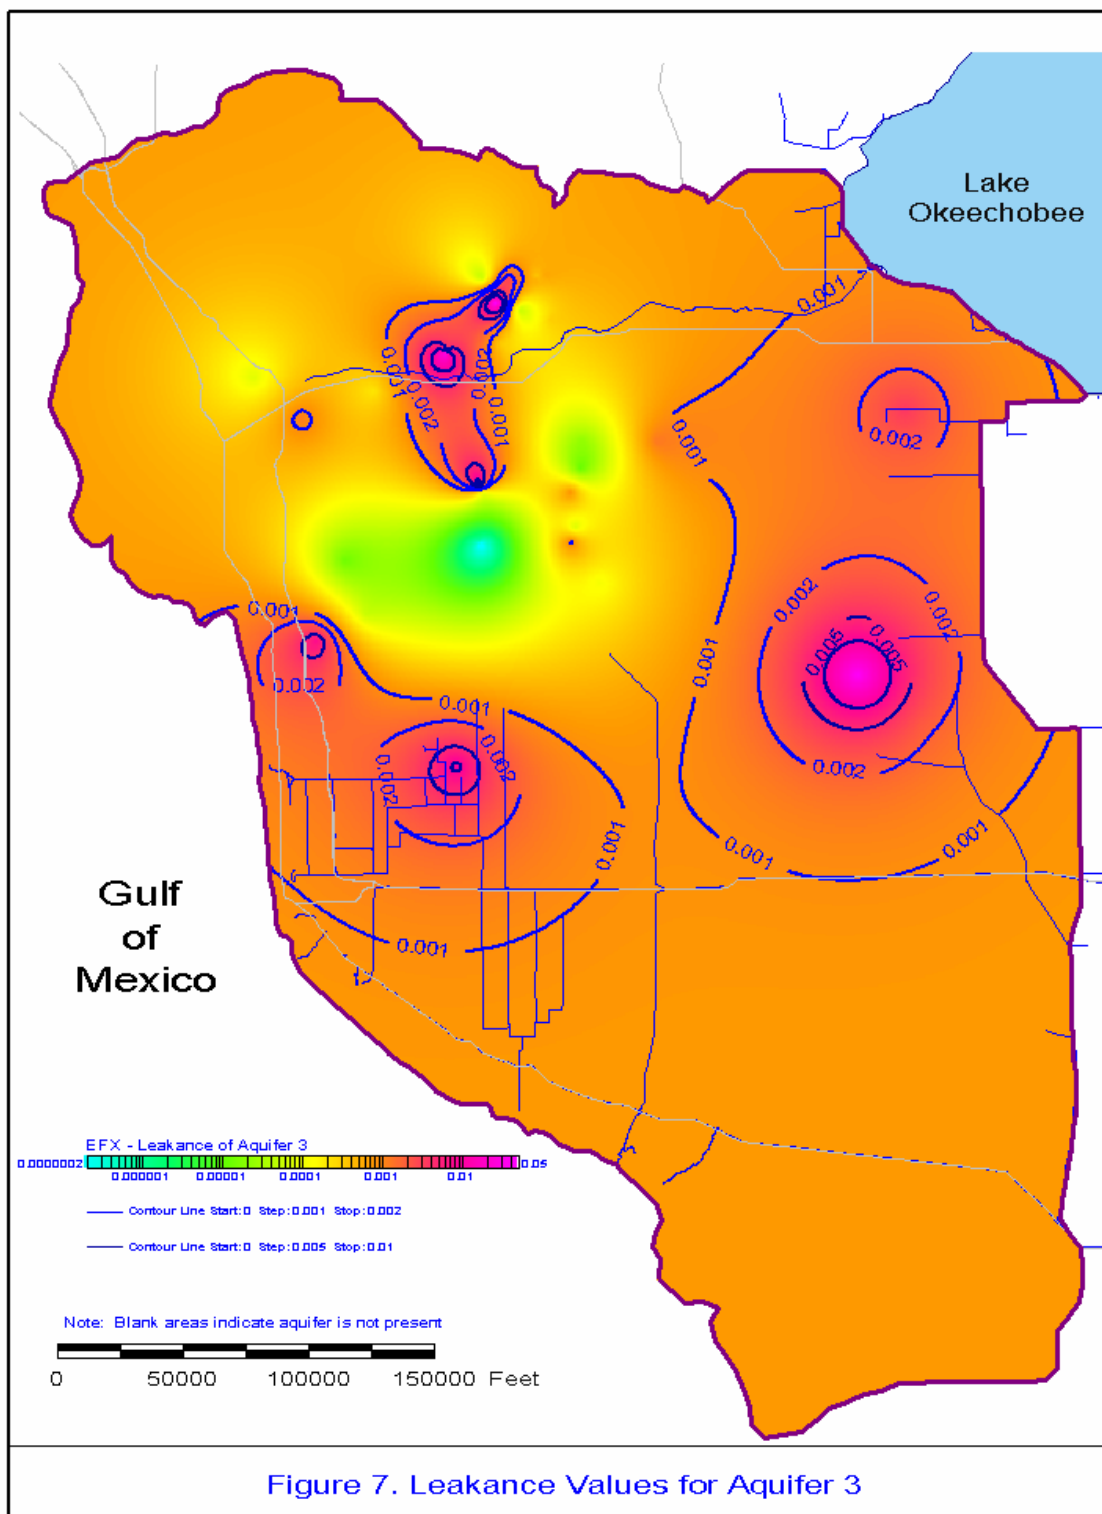 Lake
Okeechobee
0.001
0.002
0.001
0.002
0.001
0.002
0.001
0.001
0.002
0.001
0.002
0.002
0.005
0.005
0.001
0.002
0.001
0.002
0.002
0.002
0.001
0.001
0.001
0.001
Gulf
of
Mexico
EFX - Leakance of Aquifer 3
0.0000002 0.05
0.000001 0.00001 0.0001 0.001 0.01
Contour Line Start:0 Step:0.001 Stop:0.002
Contour Line Start:0 Step:0.005 Stop:0.01
Note: Blank areas indicate aquifer is not present
0 50000 100000 150000 Feet
Figure 7. Leakance Values for Aquifer 3